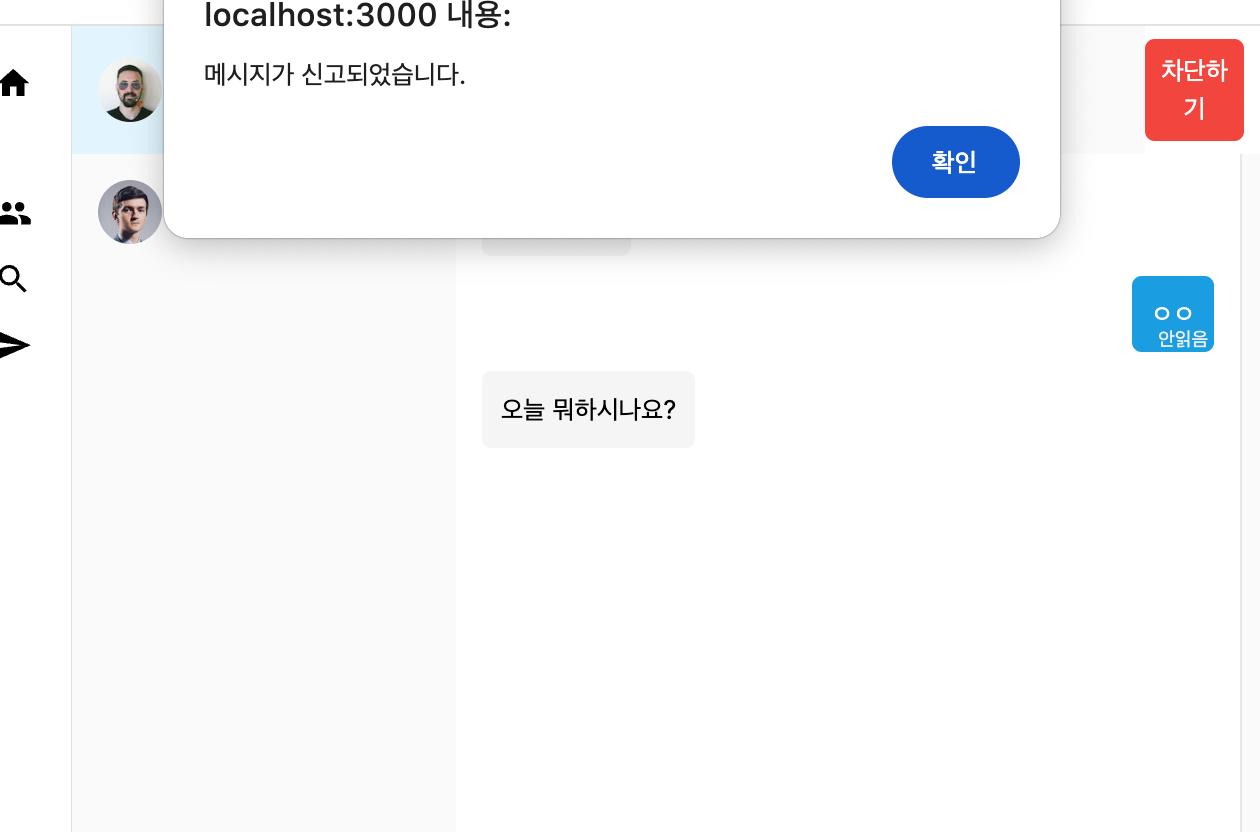 localhost:3000 내용:
메시지가 신고되었습니다.
확인
차단하
기
ㅇㅇ
안읽음
오늘 뭐하시나요?